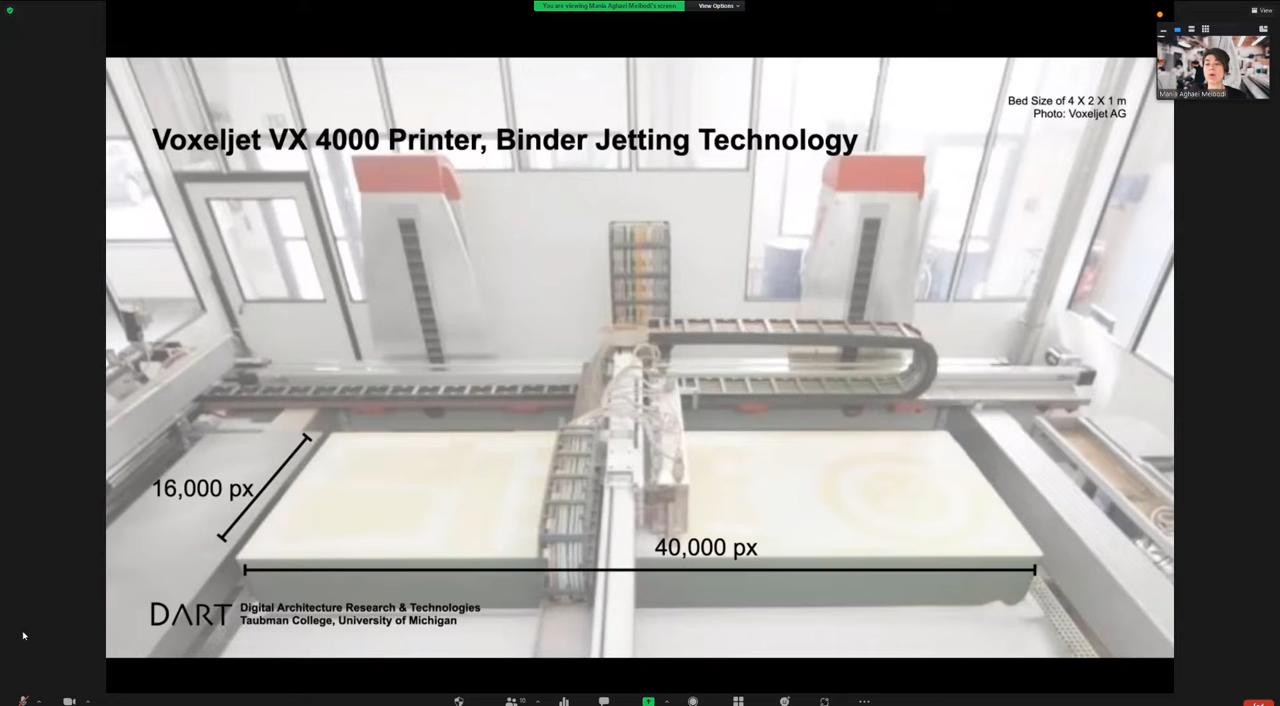 You are viewing Mania Aghaei Meibodi's screen
View Options
View
Mania Aghaei Meibodi
Bed Size of 4 X 2 X 1 m
Photo: Voxeljet AG
Voxeljet VX 4000 Printer, Binder Jetting Technology
16,000 px
40,000 px
DART
Digital Architecture Research & Technologies
Taubman College, University of Michigan
10